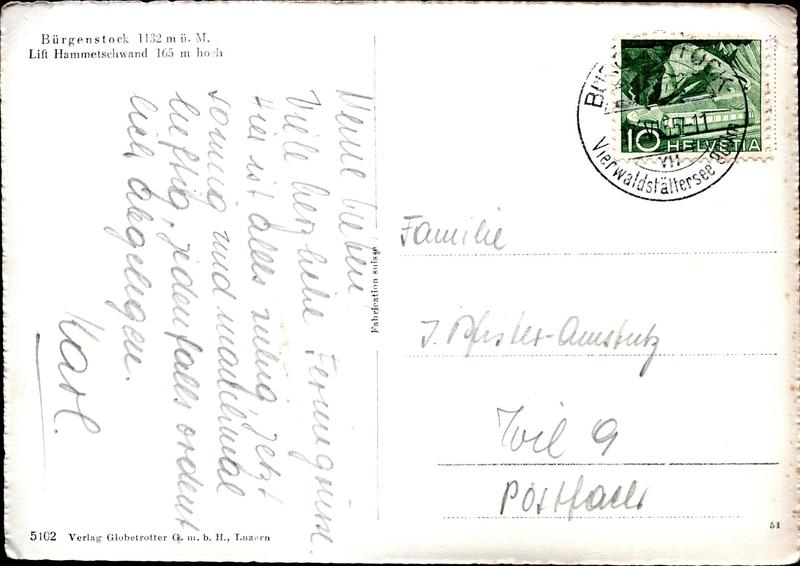 Bürgenstock 1132 m ü. M.
Lift Hammetschwand 165 m hoch
Meine Lieben
Viele herzliche Feriengrüsse.
Hier ist alles ruhig, jetzt
sonnig und manchmal
luftig, jedenfalls ordent-
lich abgelegen.
Karl.
5102 Verlag Globetrotter G. m. b. H., Luzern
Fabrication suisse
10 HELVETIA
VII
Vierwaldstättersee
Familie
J. Pfister-Amstutz
Wil 9
Postfach
51